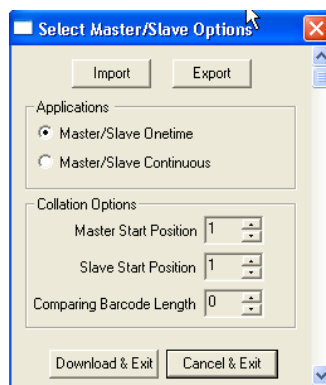 Select Master/Slave Options
Import Export
Applications
Master/Slave Onetime
Master/Slave Continuous
Collation Options
Master Start Position 1
Slave Start Position 1
Comparing Barcode Length 0
Download & Exit Cancel & Exit